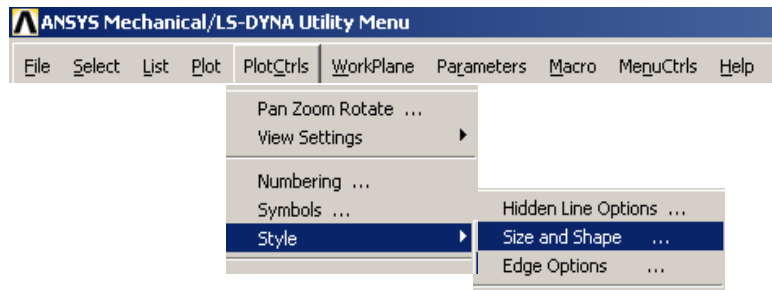 ANSYS Mechanical/LS-DYNA Utility Menu
File Select List Plot PlotCtrls WorkPlane Parameters Macro MenuCtrls Help
Pan Zoom Rotate ...
View Settings
Numbering ...
Symbols ...
Style
Hidden Line Options ...
Size and Shape ...
Edge Options ...